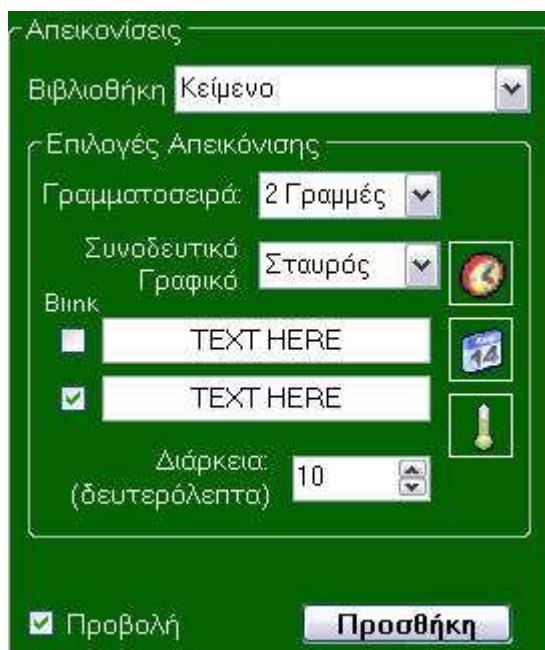 Απεικονίσεις
Βιβλιοθήκη Κείμενο
Επιλογές Απεικόνισης
Γραμματοσειρά: 2 Γραμμές
Συνοδευτικό
Γραφικό Σταυρός
Blink
TEXT HERE
14
TEXT HERE
Διάρκεια:
(δευτερόλεπτα) 10
Προβολή Προσθήκη